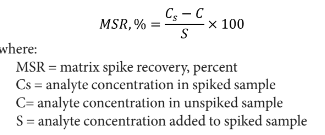 MSR, % = (Cₛ − C) / S × 100
where:
MSR = matrix spike recovery, percent
Cs = analyte concentration in spiked sample
C= analyte concentration in unspiked sample
S = analyte concentration added to spiked sample